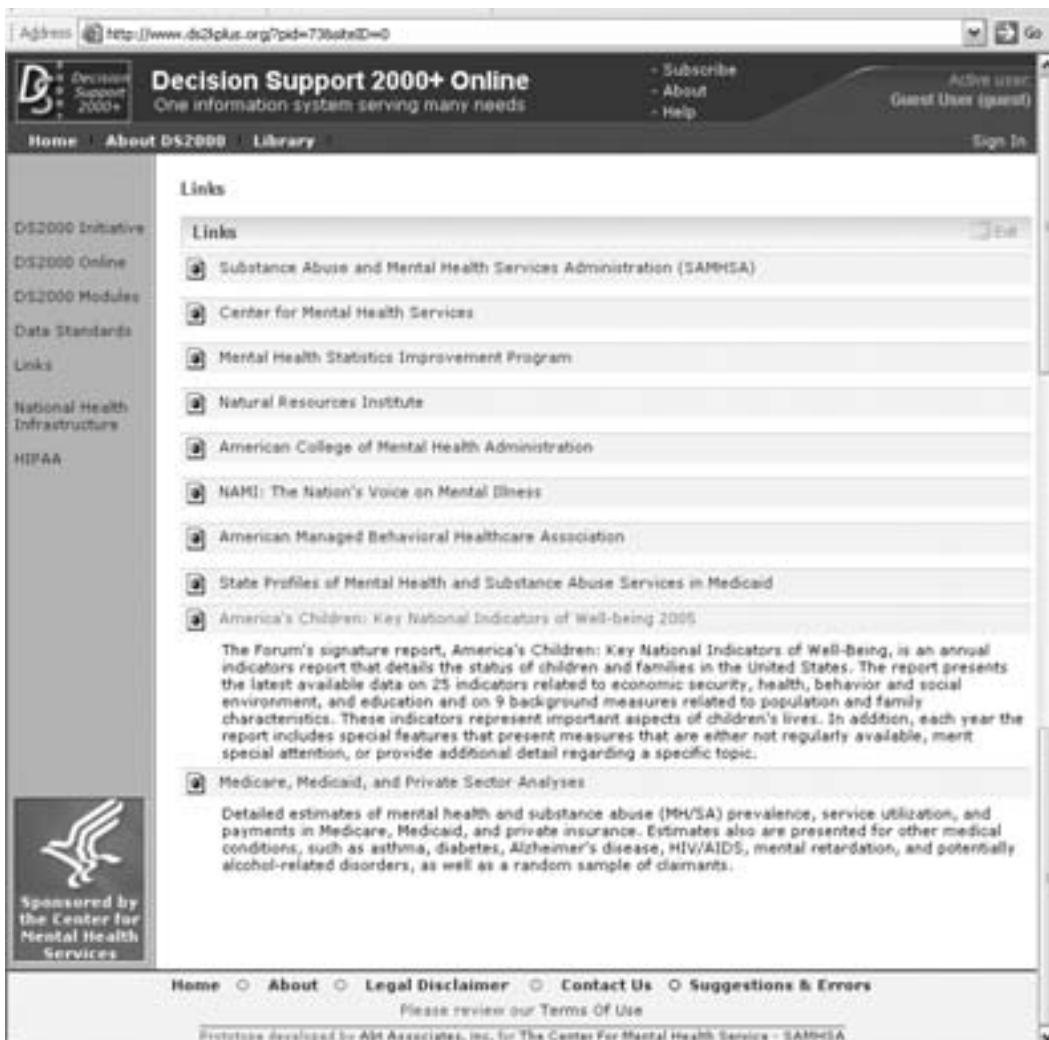 Address http://www.ds2kplus.org/?pid=73&siteID=0 Go
Decision Support 2000+
Decision Support 2000+ Online
One information system serving many needs
- Subscribe
- About
- Help
Active user:
Guest User (guest)
Home About DS2000 Library Sign In
Links
DS2000 Initiative
DS2000 Online
DS2000 Modules
Data Standards
Links
National Health
Infrastructure
HIPAA
Links
Substance Abuse and Mental Health Services Administration (SAMHSA)
Center for Mental Health Services
Mental Health Statistics Improvement Program
Natural Resources Institute
American College of Mental Health Administration
NAMI: The Nation's Voice on Mental Illness
American Managed Behavioral Healthcare Association
State Profiles of Mental Health and Substance Abuse Services in Medicaid
America's Children: Key National Indicators of Well-being 2005
The Forum's signature report, America's Children: Key National Indicators of Well-Being, is an annual
indicators report that details the status of children and families in the United States. The report presents
the latest available data on 25 indicators related to economic security, health, behavior and social
environment, and education and on 9 background measures related to population and family
characteristics. These indicators represent important aspects of children's lives. In addition, each year the
report includes special features that present measures that are either not regularly available, merit
special attention, or provide additional detail regarding a specific topic.
Medicare, Medicaid, and Private Sector Analyses
Detailed estimates of mental health and substance abuse (MH/SA) prevalence, service utilization, and
payments in Medicare, Medicaid, and private insurance. Estimates also are presented for other medical
conditions, such as asthma, diabetes, Alzheimer's disease, HIV/AIDS, mental retardation, and potentially
alcohol-related disorders, as well as a random sample of claimants.
Sponsored by
the Center for
Mental Health
Services
Home About Legal Disclaimer Contact Us Suggestions & Errors
Please review our Terms Of Use
Prototype developed by Abt Associates, Inc. for The Center For Mental Health Service - SAMHSA